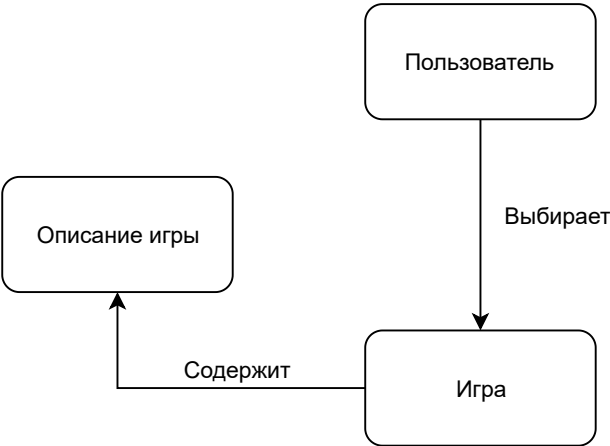 Пользователь
Выбирает
Описание игры
Содержит
Игра